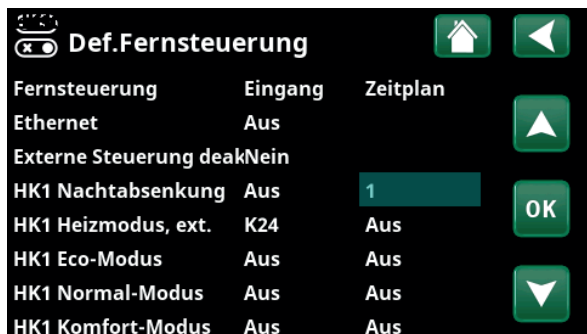 Def.Fernsteuerung
Fernsteuerung Eingang Zeitplan
Ethernet Aus
Externe Steuerung deakNein
HK1 Nachtabsenkung Aus 1
HK1 Heizmodus, ext. K24 Aus
OK
HK1 Eco-Modus Aus Aus
HK1 Normal-Modus Aus Aus
HK1 Komfort-Modus Aus Aus